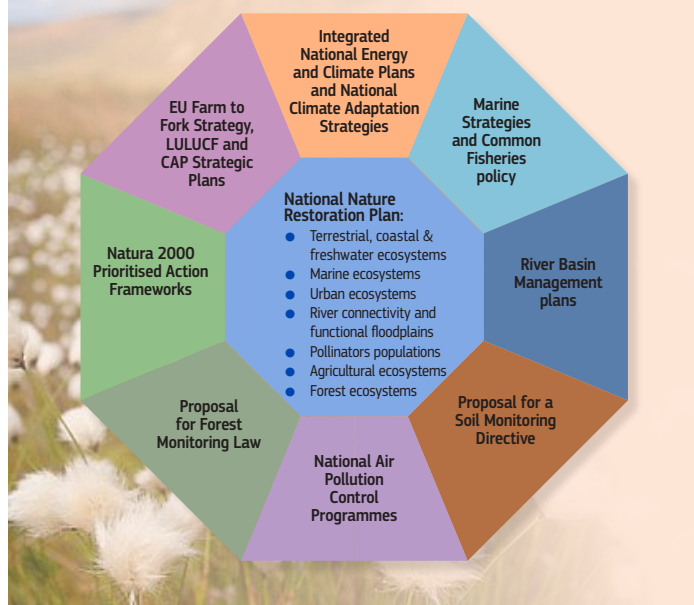 Integrated
National Energy
and Climate Plans
and National
Climate Adaptation
Strategies
Marine
Strategies
and Common
Fisheries
policy
River Basin
Management
plans
Proposal for a
Soil Monitoring
Directive
National Air
Pollution
Control
Programmes
Proposal
for Forest
Monitoring Law
Natura 2000
Prioritised Action
Frameworks
EU Farm to
Fork Strategy,
LULUCF and
CAP Strategic
Plans
National Nature
Restoration Plan:
● Terrestrial, coastal &
freshwater ecosystems
● Marine ecosystems
● Urban ecosystems
● River connectivity and
functional floodplains
● Pollinators populations
● Agricultural ecosystems
● Forest ecosystems